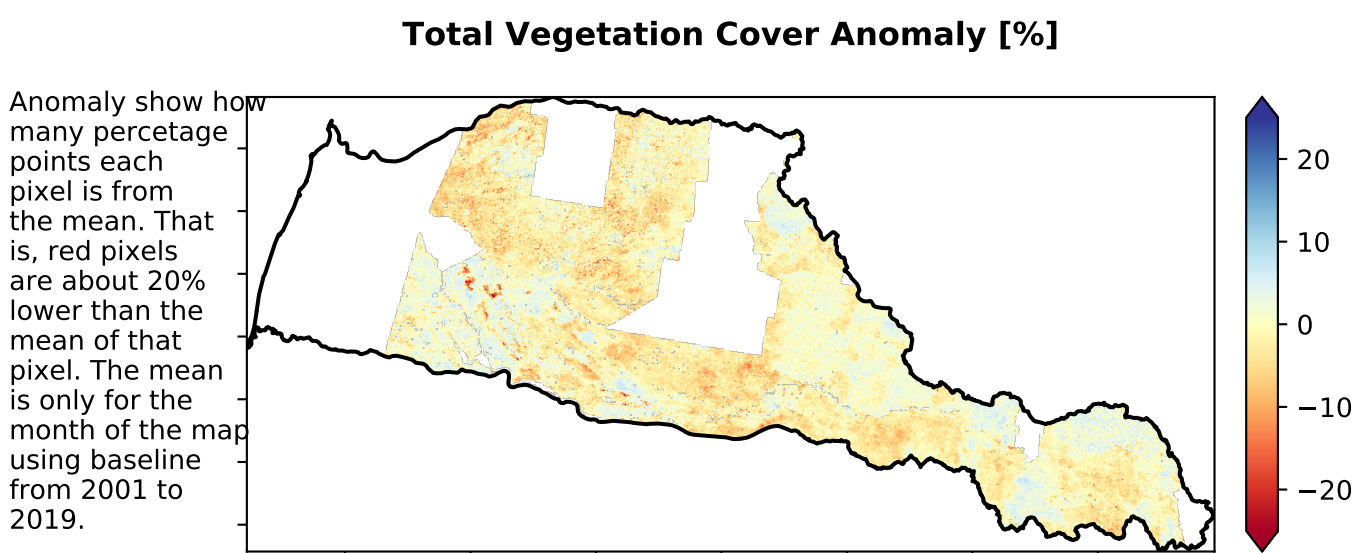 Total Vegetation Cover Anomaly [%]
Anomaly show how
many percetage
points each
pixel is from
the mean. That
is, red pixels
are about 20%
lower than the
mean of that
pixel. The mean
is only for the
month of the map
using baseline
from 2001 to
2019.
20
10
0
−10
−20